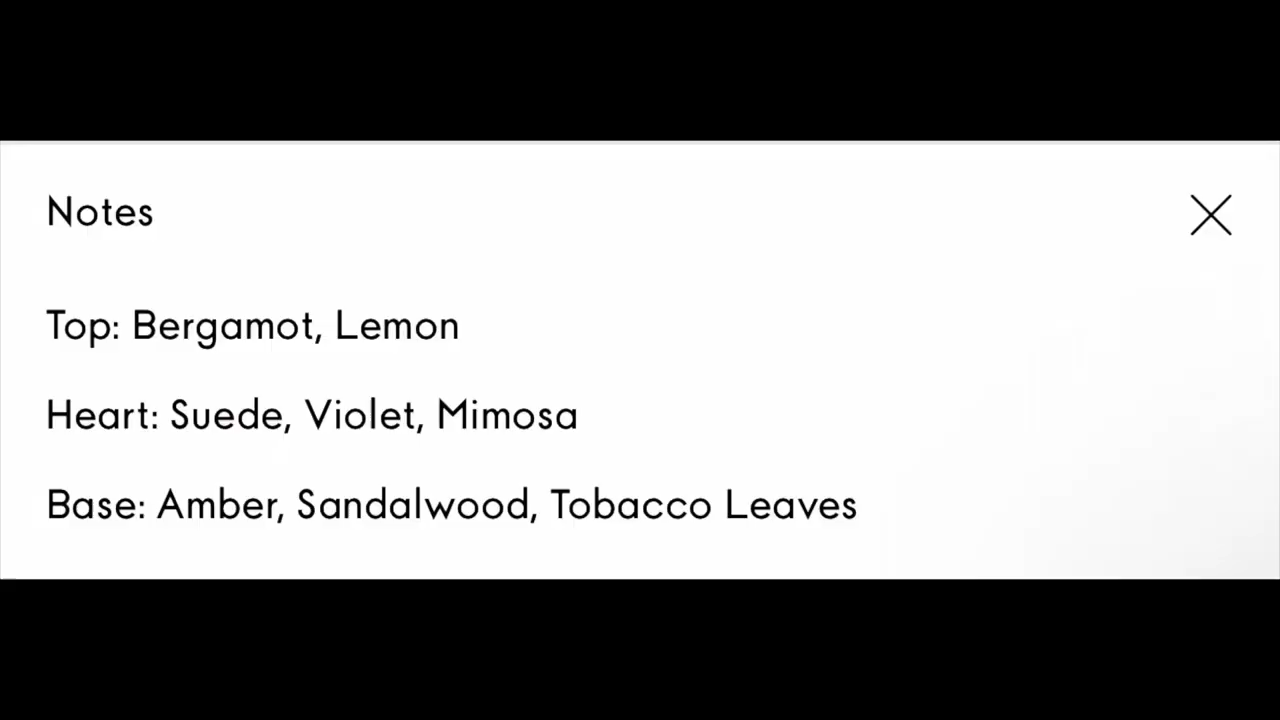 Notes
Top: Bergamot, Lemon
Heart: Suede, Violet, Mimosa
Base: Amber, Sandalwood, Tobacco Leaves